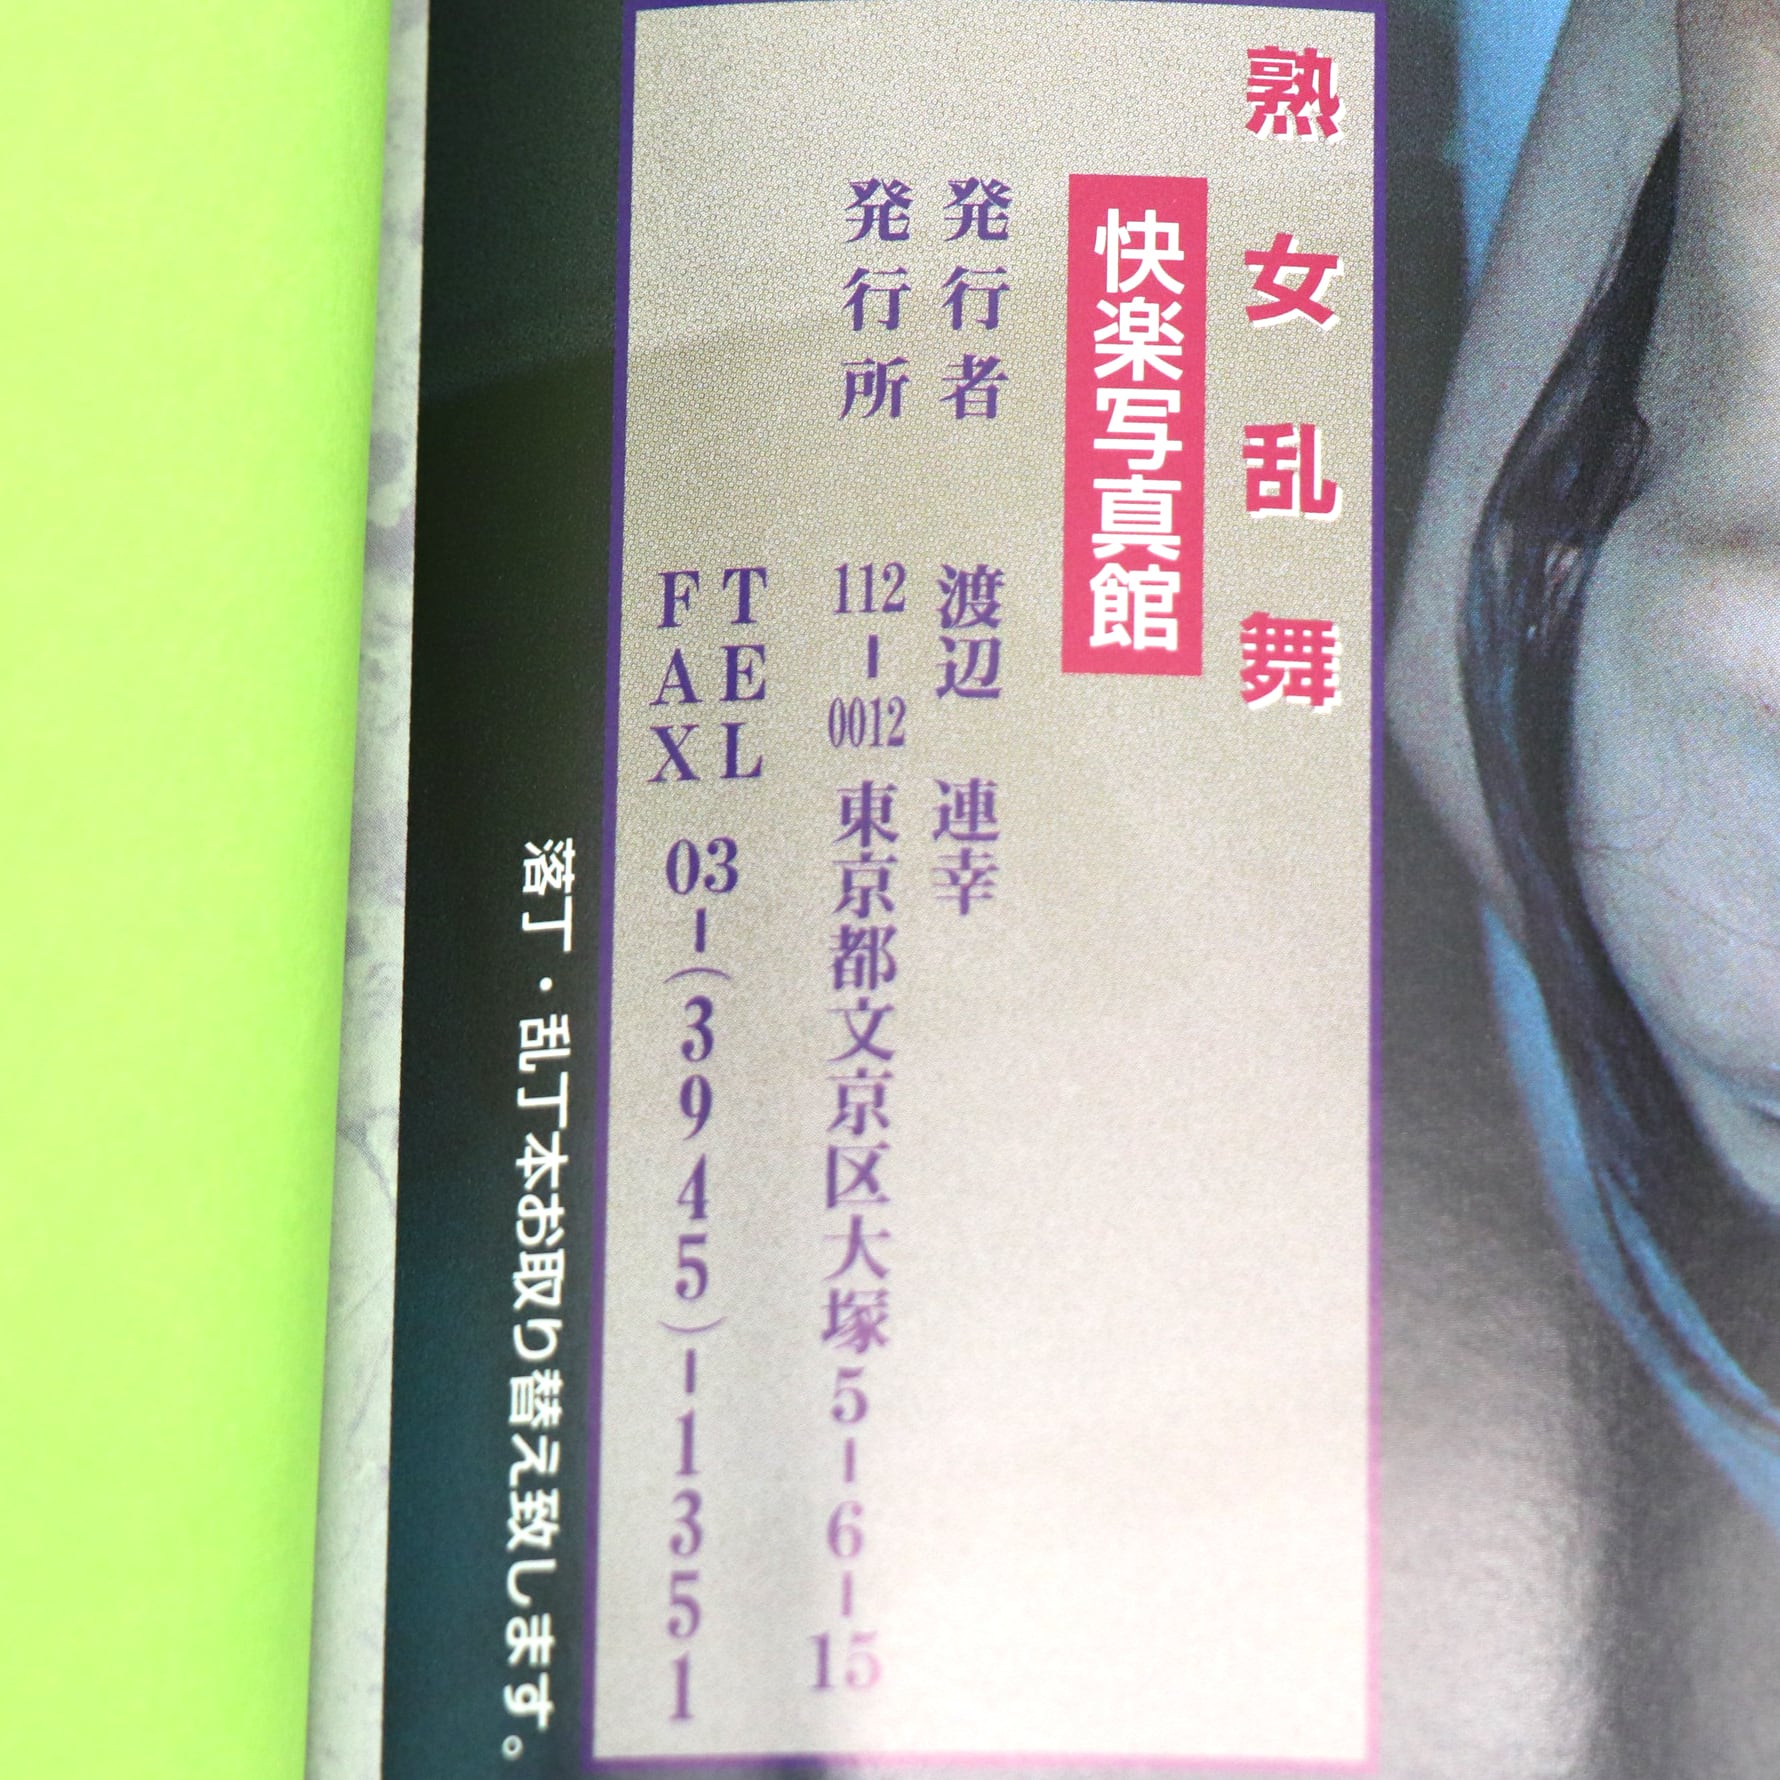 熟女乱舞
快楽写真館
発行者 渡辺 連幸
発行所 112-0012 東京都文京区大塚5-6-15
TEL
FAX 03-(3945)-1351
落丁・乱丁本お取り替え致します。